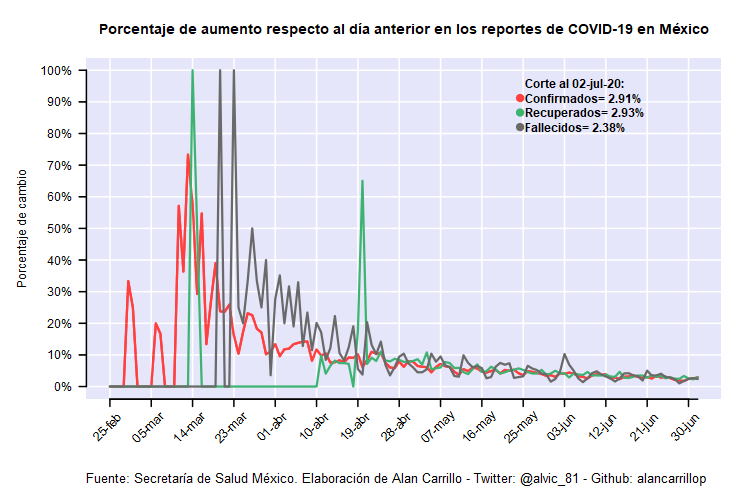 Porcentaje de aumento respecto al día anterior en los reportes de COVID-19 en México
Porcentaje de cambio
100%
90%
80%
70%
60%
50%
40%
30%
20%
10%
0%
Corte al 02-jul-20:
Confirmados= 2.91%
Recuperados= 2.93%
Fallecidos= 2.38%
25-feb
05-mar
14-mar
23-mar
01-abr
10-abr
19-abr
28-abr
07-may
16-may
25-may
03-jun
12-jun
21-jun
30-jun
Fuente: Secretaría de Salud México. Elaboración de Alan Carrillo - Twitter: @alvic_81 - Github: alancarrillop